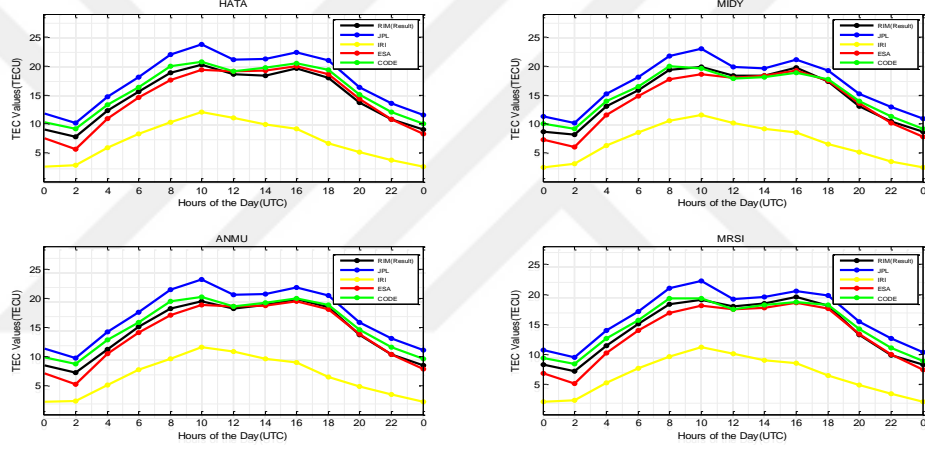 HATA
TEC Values(TECU)
25
20
15
10
5
0 2 4 6 8 10 12 14 16 18 20 22 0
Hours of the Day(UTC)
RIM(Result)
JPL
IRI
ESA
CODE
MIDY
TEC Values(TECU)
25
20
15
10
5
0 2 4 6 8 10 12 14 16 18 20 22 0
Hours of the Day(UTC)
RIM(Result)
JPL
IRI
ESA
CODE
ANMU
TEC Values(TECU)
25
20
15
10
5
0 2 4 6 8 10 12 14 16 18 20 22 0
Hours of the Day(UTC)
RIM(Result)
JPL
IRI
ESA
CODE
MRSI
TEC Values(TECU)
25
20
15
10
5
0 2 4 6 8 10 12 14 16 18 20 22 0
Hours of the Day(UTC)
RIM(Result)
JPL
IRI
ESA
CODE